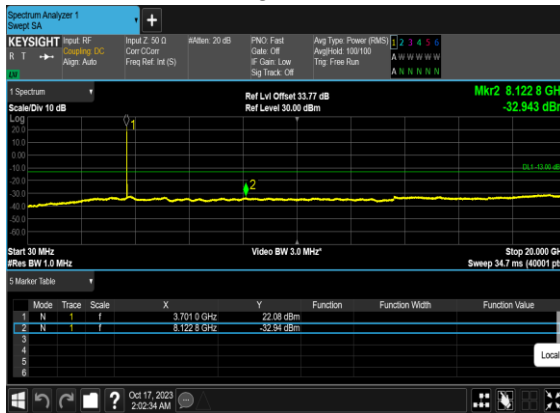 Spectrum Analyzer 1
Swept SA
KEYSIGHT Input: RF Input Z: 50 Ω #Atten: 20 dB PNO: Fast Avg Type: Power (RMS) 1 2 3 4 5 6
R T Coupling: DC Corr CCorr Gate: Off Avg|Hold: 100/100 A W W W W W
Align: Auto Freq Ref: Int (S) IF Gain: Low Trig: Free Run
Sig Track: Off A N N N N N
LXI
1 Spectrum Ref Lvl Offset 33.77 dB Mkr2 8.122 8 GH
Scale/Div 10 dB Ref Level 30.00 dBm -32.943 dBr
Log
20.0
10.0
0.00
-10.0
-20.0
-30.0
-40.0
-50.0
-60.0
1
2
DL1 -13.00 dB
Start 30 MHz Video BW 3.0 MHz* Stop 20.000 GH
#Res BW 1.0 MHz Sweep 34.7 ms (40001 pt
5 Marker Table
Mode Trace Scale X Y Function Function Width Function Value
1 N 1 f 3.701 0 GHz 22.08 dBm
2 N 1 f 8.122 8 GHz -32.94 dBm
3
4
5
6
Local
? Oct 17, 2023
2:02:34 AM